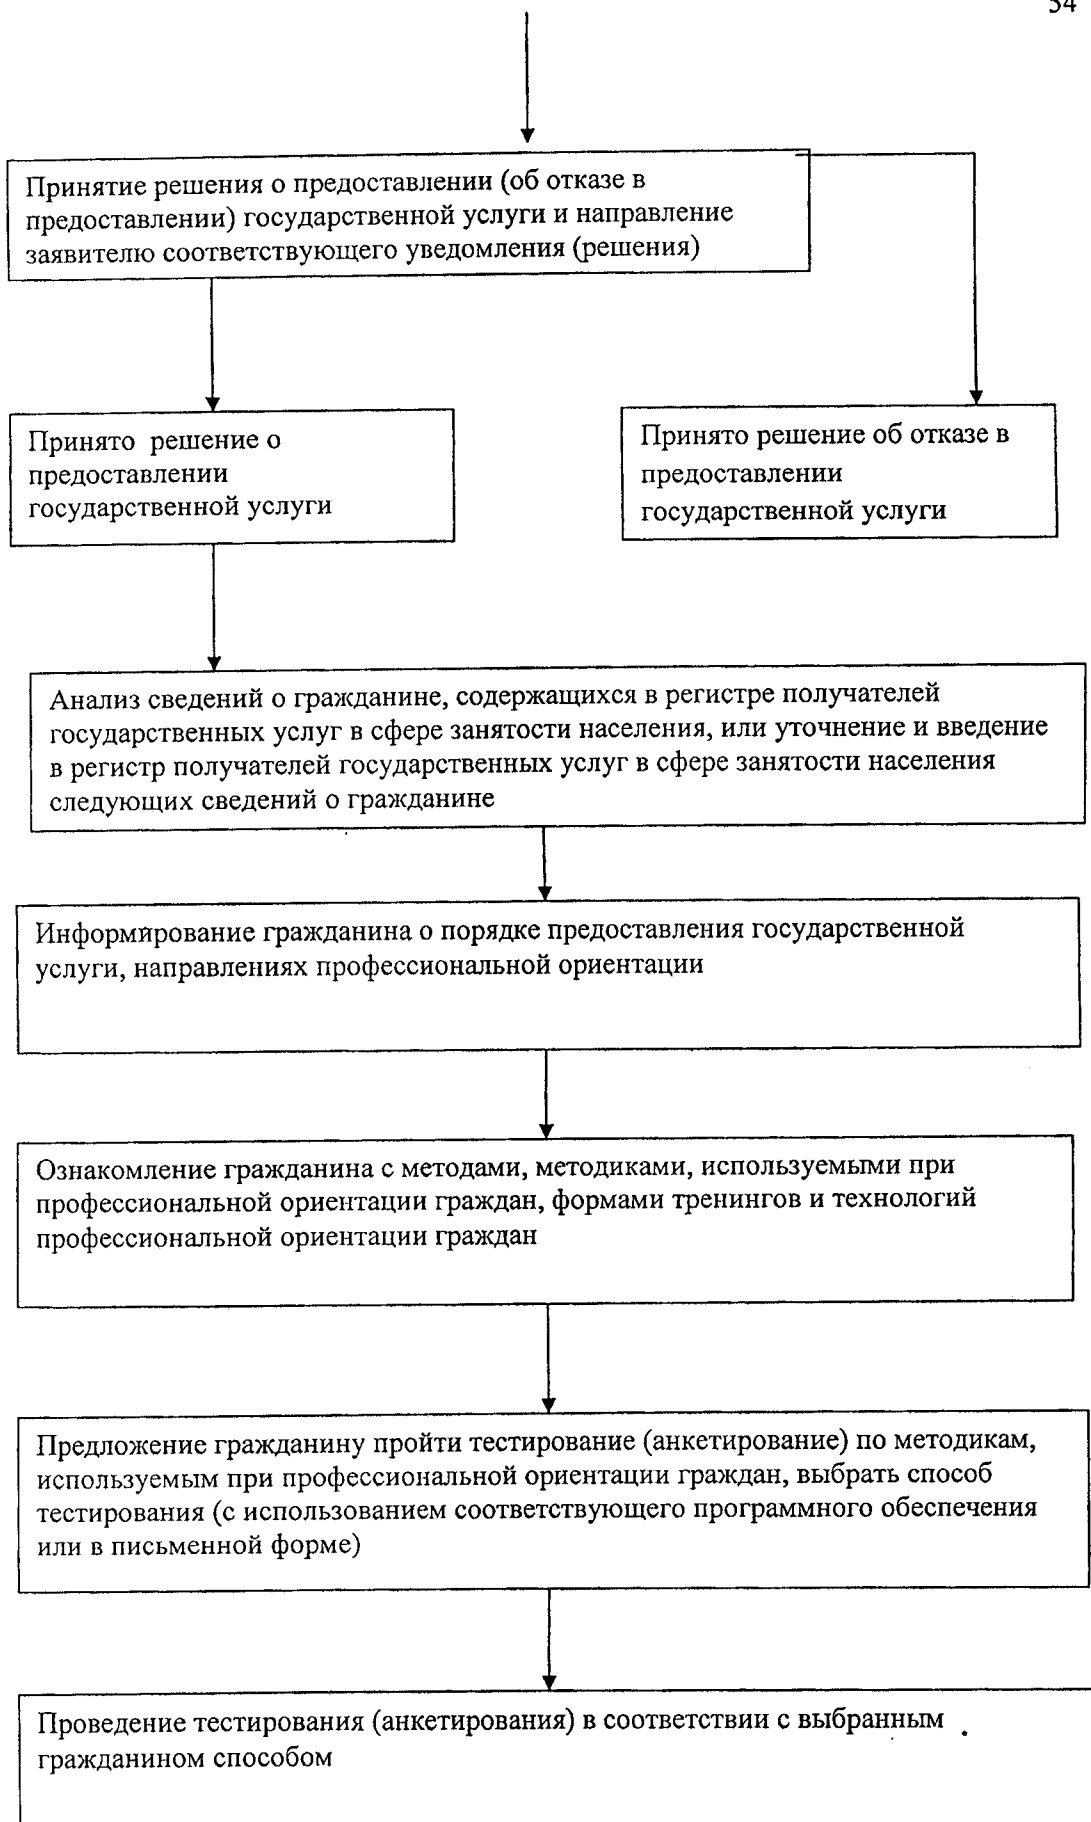 54
Принятие решения о предоставлении (об отказе в
предоставлении) государственной услуги и направление
заявителю соответствующего уведомления (решения)
Принято решение о
предоставлении
государственной услуги
Принято решение об отказе в
предоставлении
государственной услуги
Анализ сведений о гражданине, содержащихся в регистре получателей
государственных услуг в сфере занятости населения, или уточнение и введение
в регистр получателей государственных услуг в сфере занятости населения
следующих сведений о гражданине
Информирование гражданина о порядке предоставления государственной
услуги, направлениях профессиональной ориентации
Ознакомление гражданина с методами, методиками, используемыми при
профессиональной ориентации граждан, формами тренингов и технологий
профессиональной ориентации граждан
Предложение гражданину пройти тестирование (анкетирование) по методикам,
используемым при профессиональной ориентации граждан, выбрать способ
тестирования (с использованием соответствующего программного обеспечения
или в письменной форме)
Проведение тестирования (анкетирования) в соответствии с выбранным
гражданином способом